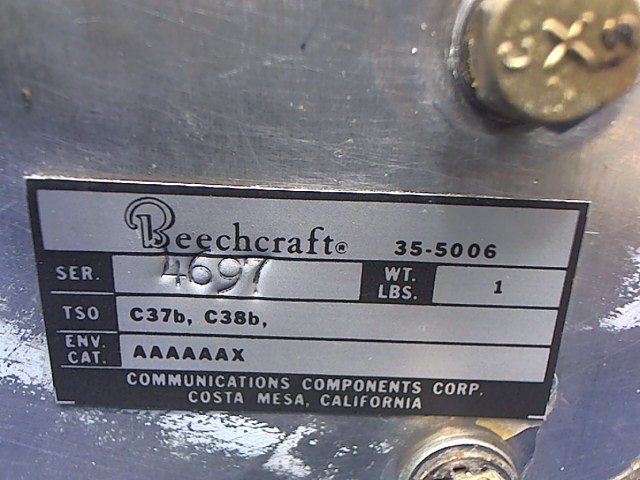 Beechcraft® 35-5006
SER. 4697 WT. LBS. 1
TSO C37b, C38b,
ENV. CAT. AAAAAAX
COMMUNICATIONS COMPONENTS CORP.
COSTA MESA, CALIFORNIA